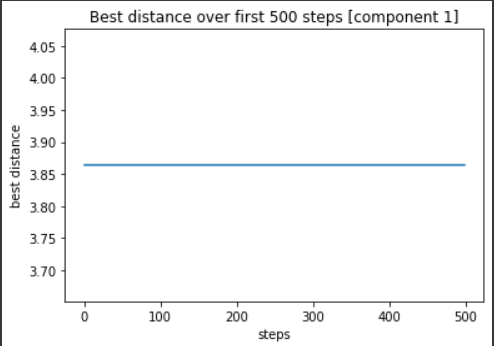 Best distance over first 500 steps [component 1]
4.05
4.00
3.95
3.90
3.85
3.80
3.75
3.70
best distance
0 100 200 300 400 500
steps